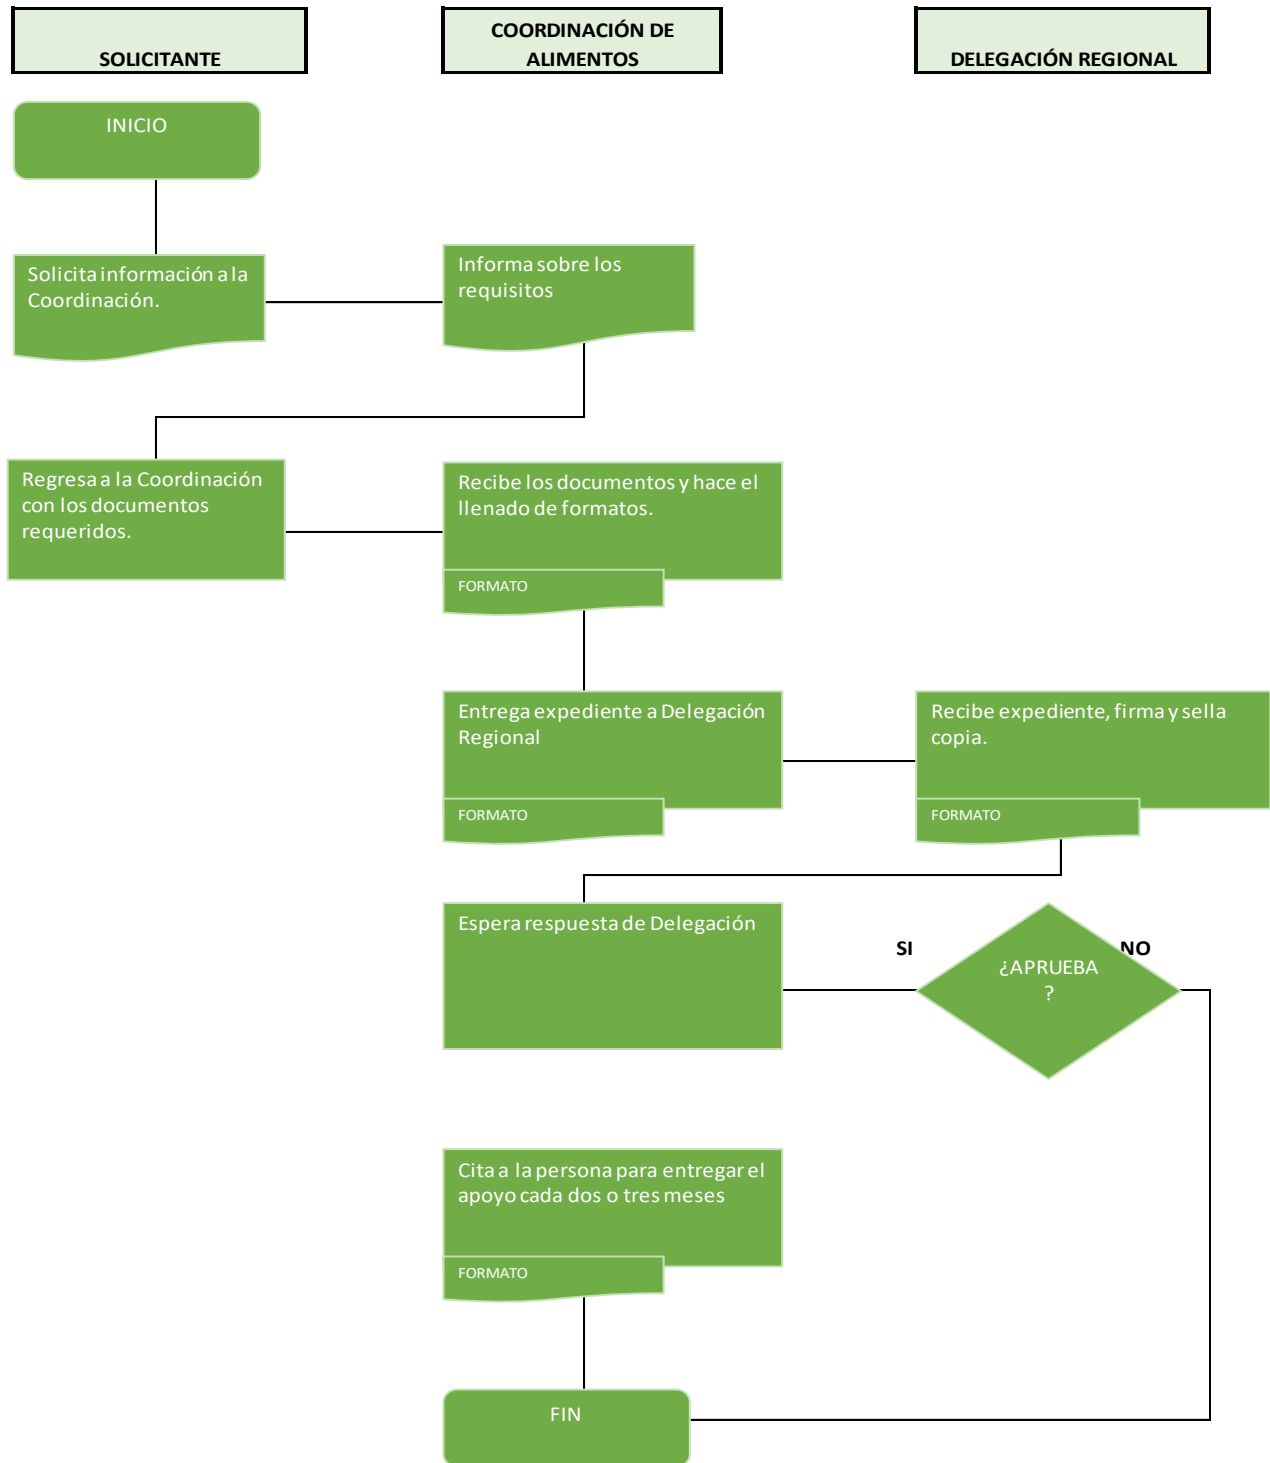 SOLICITANTE
COORDINACIÓN DE
ALIMENTOS
DELEGACIÓN REGIONAL
INICIO
Solicita información a la
Coordinación.
Informa sobre los
requisitos
Regresa a la Coordinación
con los documentos
requeridos.
Recibe los documentos y hace el
llenado de formatos.
FORMATO
Entrega expediente a Delegación
Regional
FORMATO
Recibe expediente, firma y sella
copia.
FORMATO
Espera respuesta de Delegación
SI
¿APRUEBA
?
NO
Cita a la persona para entregar el
apoyo cada dos o tres meses
FORMATO
FIN